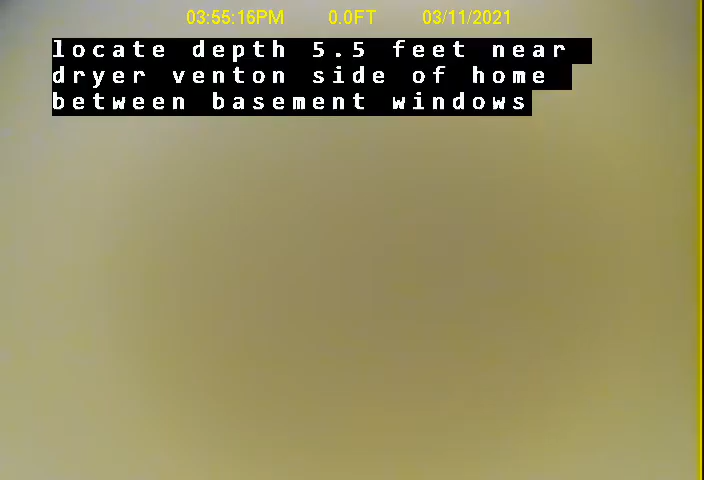 03:55:16PM 0.0FT 03/11/2021
locate depth 5.5 feet near
dryer venton side of home
between basement windows